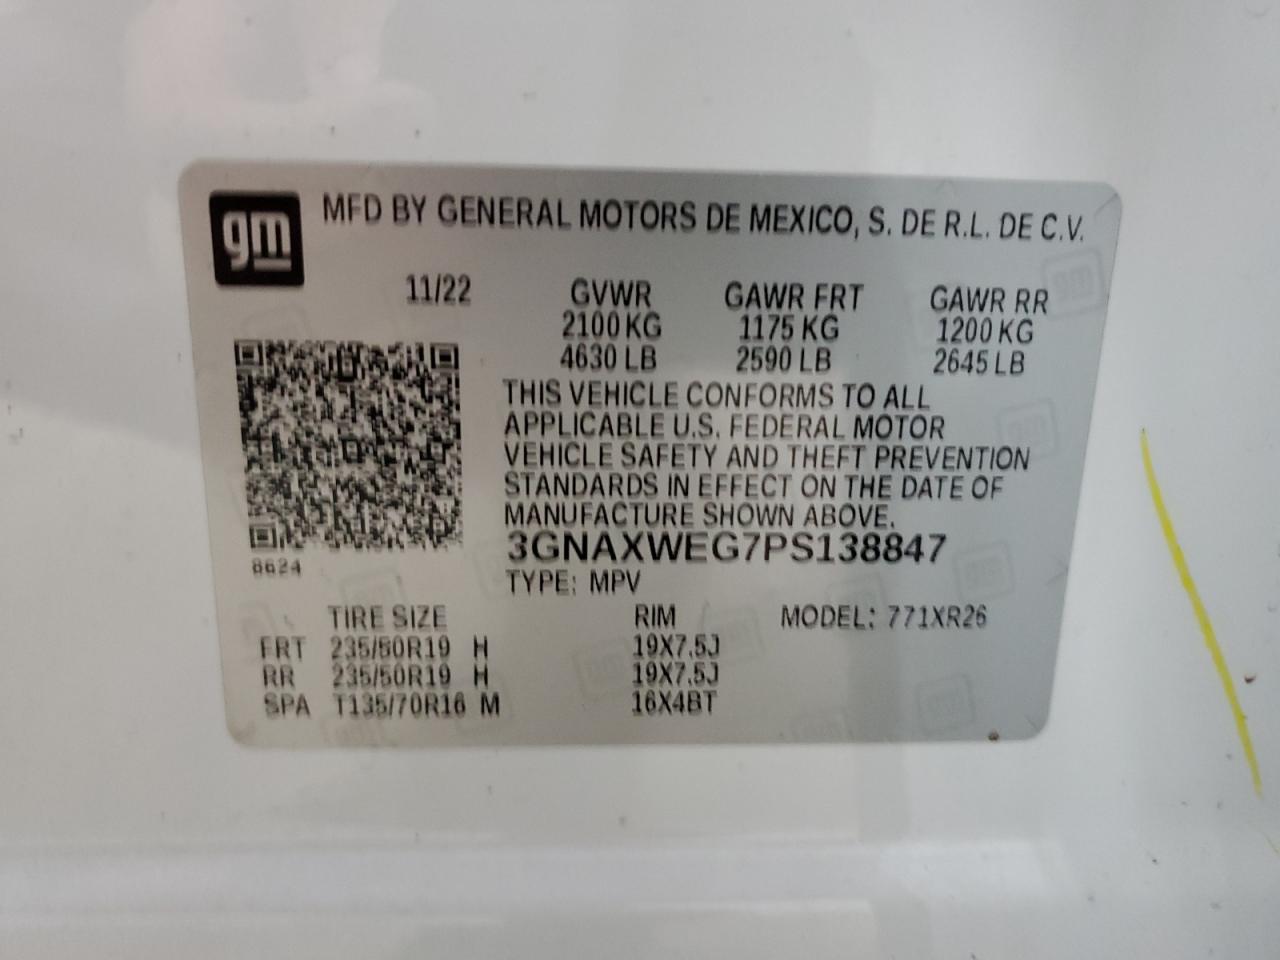 gm
MFD BY GENERAL MOTORS DE MEXICO, S. DE R.L. DE C.V.
11/22 GVWR GAWR FRT GAWR RR
2100 KG 1175 KG 1200 KG
4630 LB 2590 LB 2645 LB
THIS VEHICLE CONFORMS TO ALL
APPLICABLE U.S. FEDERAL MOTOR
VEHICLE SAFETY AND THEFT PREVENTION
STANDARDS IN EFFECT ON THE DATE OF
MANUFACTURE SHOWN ABOVE.
3GNAXWEG7PS138847
8624
TYPE: MPV
TIRE SIZE RIM MODEL: 771XR26
FRT 235/50R19 H 19X7.5J
RR 235/50R19 H 19X7.5J
SPA T135/70R16 M 16X4BT